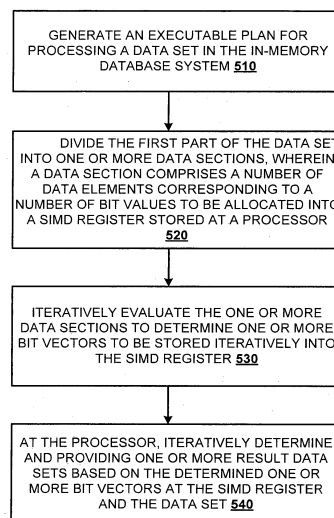 GENERATE AN EXECUTABLE PLAN FOR
PROCESSING A DATA SET IN THE IN-MEMORY
DATABASE SYSTEM 510
DIVIDE THE FIRST PART OF THE DATA SET
INTO ONE OR MORE DATA SECTIONS, WHEREIN
A DATA SECTION COMPRISES A NUMBER OF
DATA ELEMENTS CORRESPONDING TO A
NUMBER OF BIT VALUES TO BE ALLOCATED INTO
A SIMD REGISTER STORED AT A PROCESSOR
520
ITERATIVELY EVALUATE THE ONE OR MORE
DATA SECTIONS TO DETERMINE ONE OR MORE
BIT VECTORS TO BE STORED ITERATIVELY INTO
THE SIMD REGISTER 530
AT THE PROCESSOR, ITERATIVELY DETERMINE
AND PROVIDING ONE OR MORE RESULT DATA
SETS BASED ON THE DETERMINED ONE OR
MORE BIT VECTORS AT THE SIMD REGISTER
AND THE DATA SET 540